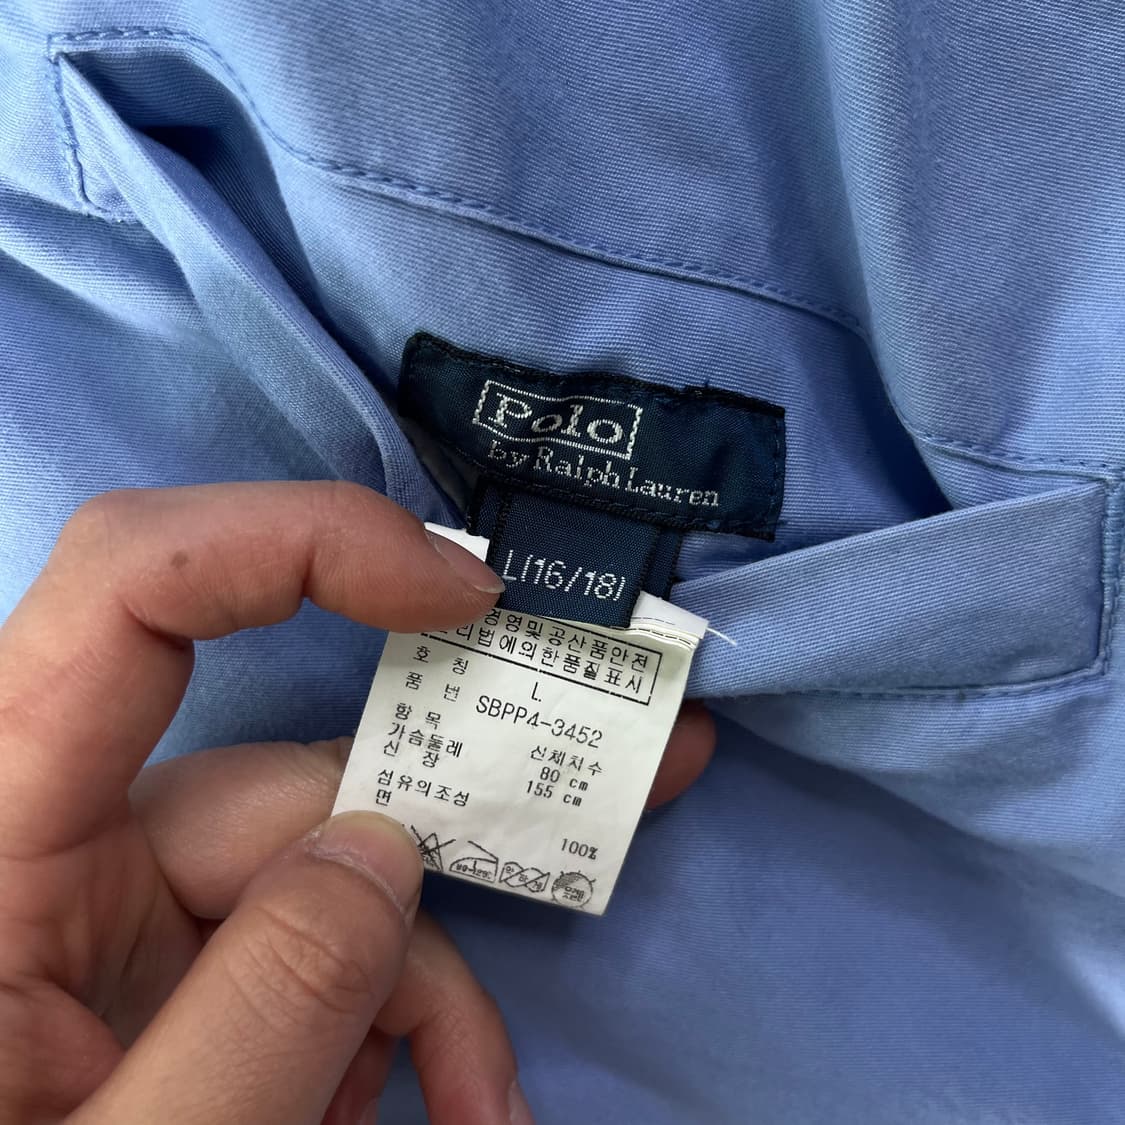 Polo
by Ralph Lauren
L(16/18)
영및공산품안전
리법에의한품질표시
호 칭 L
품 번 SBPP4-3452
항 목 신체치수
가슴둘레 80 cm
신 장 155 cm
섬유의조성
면 100%